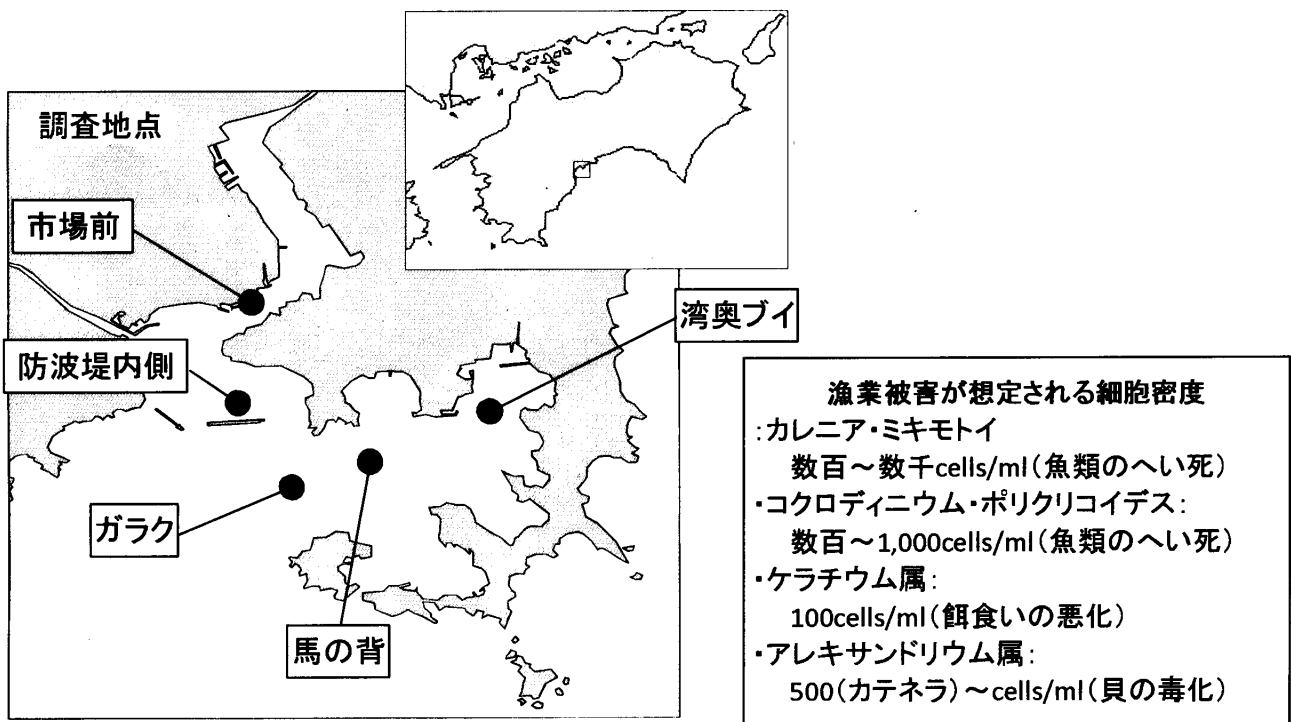 調査地点
市場前
湾奥ブイ
防波堤内側
ガラク
馬の背
漁業被害が想定される細胞密度
:カレニア・ミキモトイ
数百～数千cells/ml(魚類のへい死)
・コクロディニウム・ポリクリコイデス:
数百～1,000cells/ml(魚類のへい死)
・ケラチウム属:
100cells/ml(餌食いの悪化)
・アレキサンドリウム属:
500(カテネラ)～cells/ml(貝の毒化)